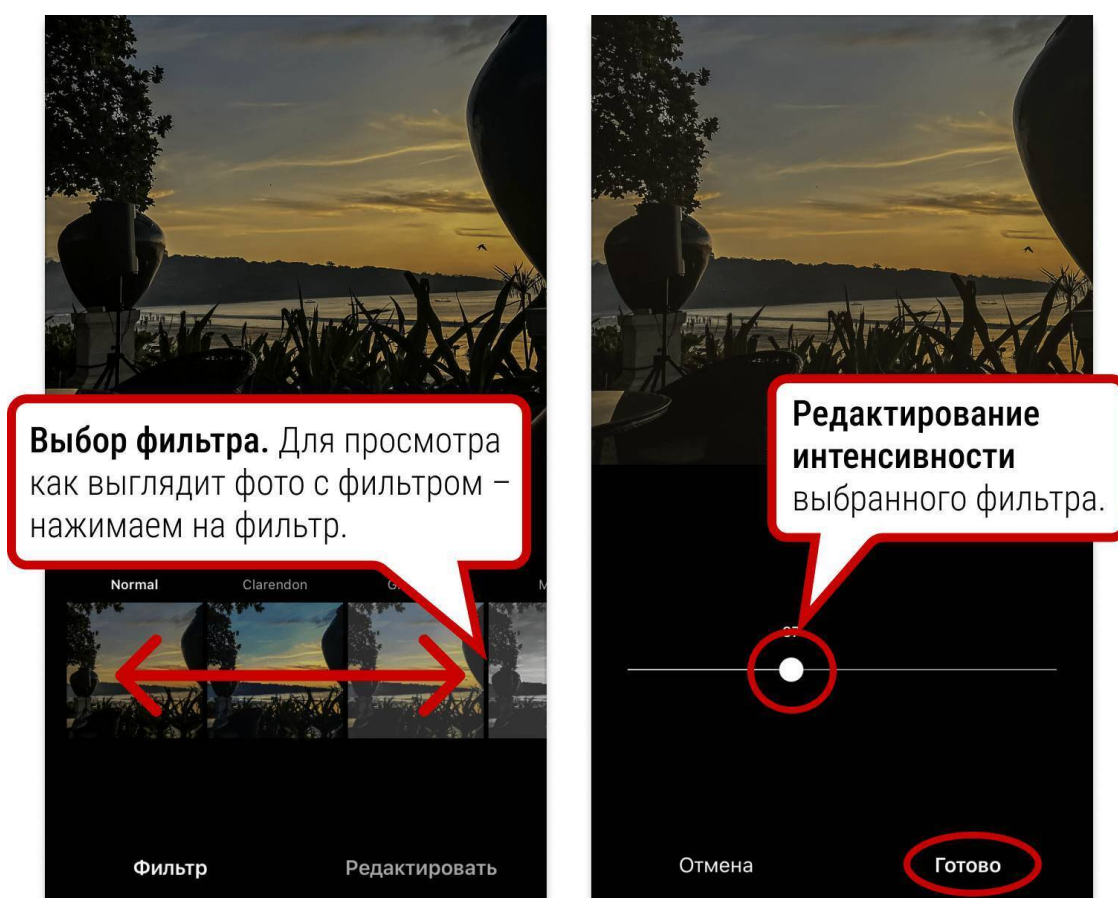 Выбор фильтра. Для просмотра
как выглядит фото с фильтром –
нажимаем на фильтр.
Normal Clarendon
Фильтр Редактировать
Редактирование
интенсивности
выбранного фильтра.
Отмена Готово